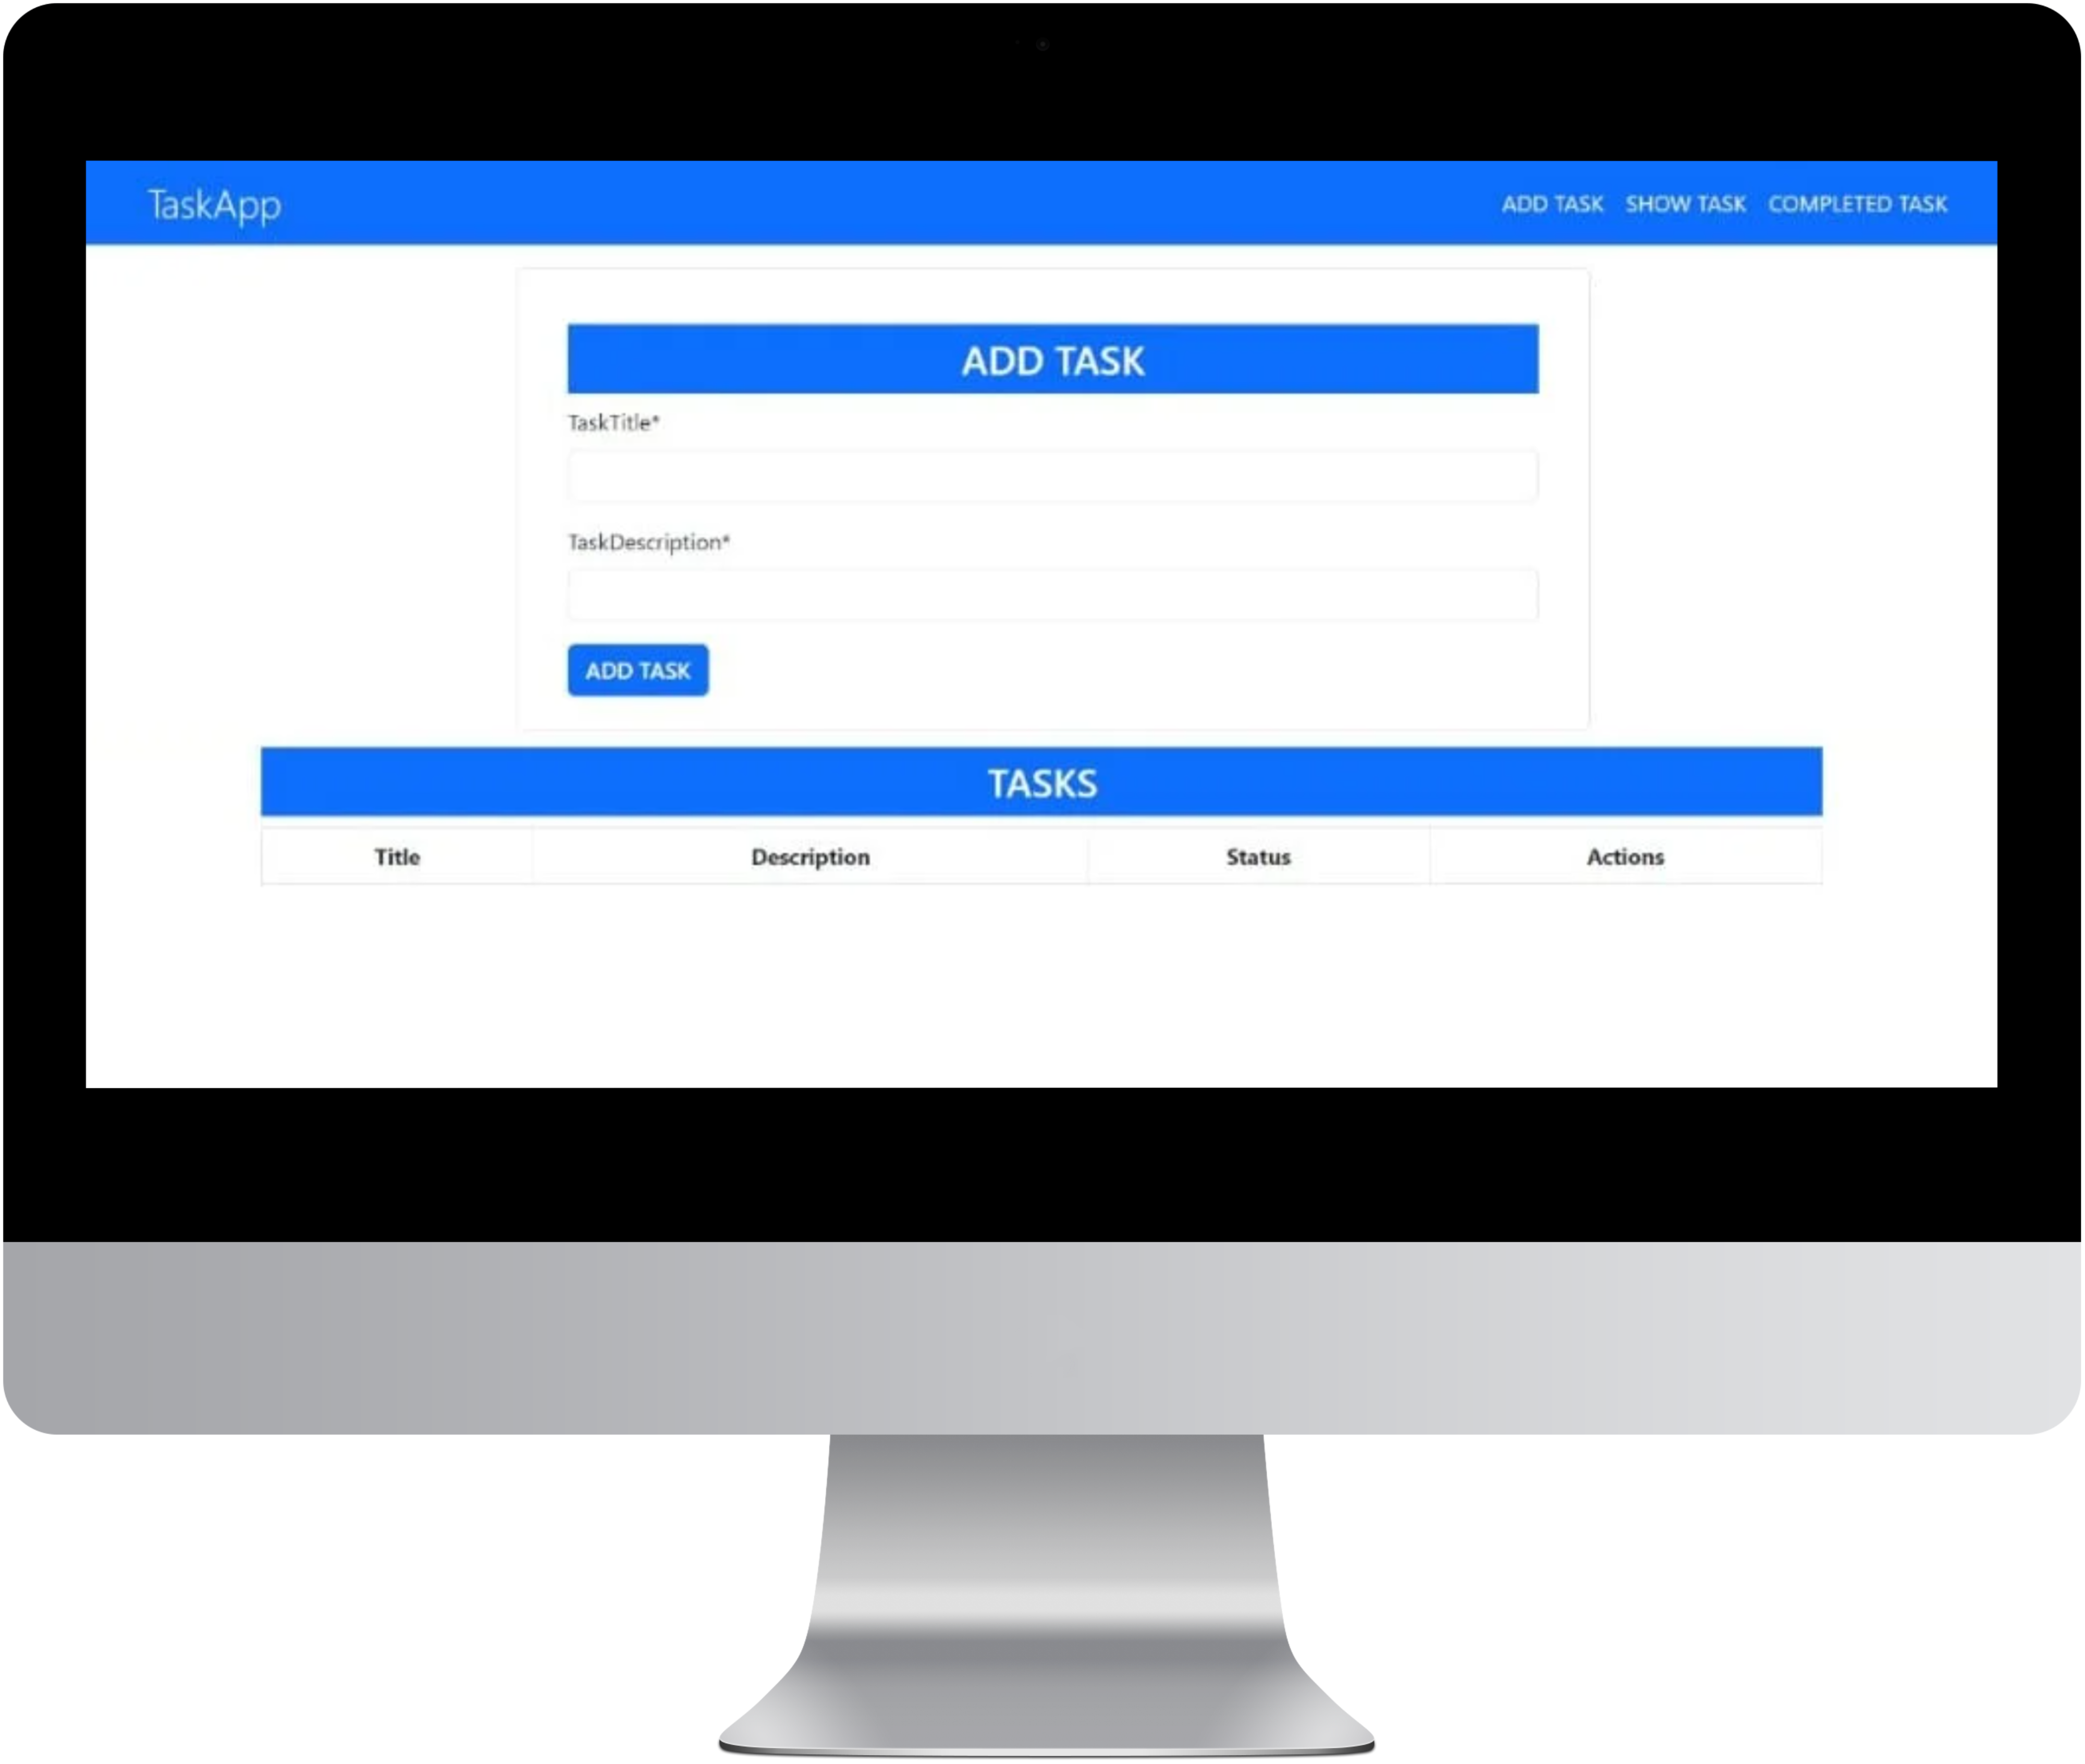 TaskApp
ADD TASK SHOW TASK COMPLETED TASK
ADD TASK
TaskTitle*
TaskDescription*
ADD TASK
TASKS
Title Description Status Actions